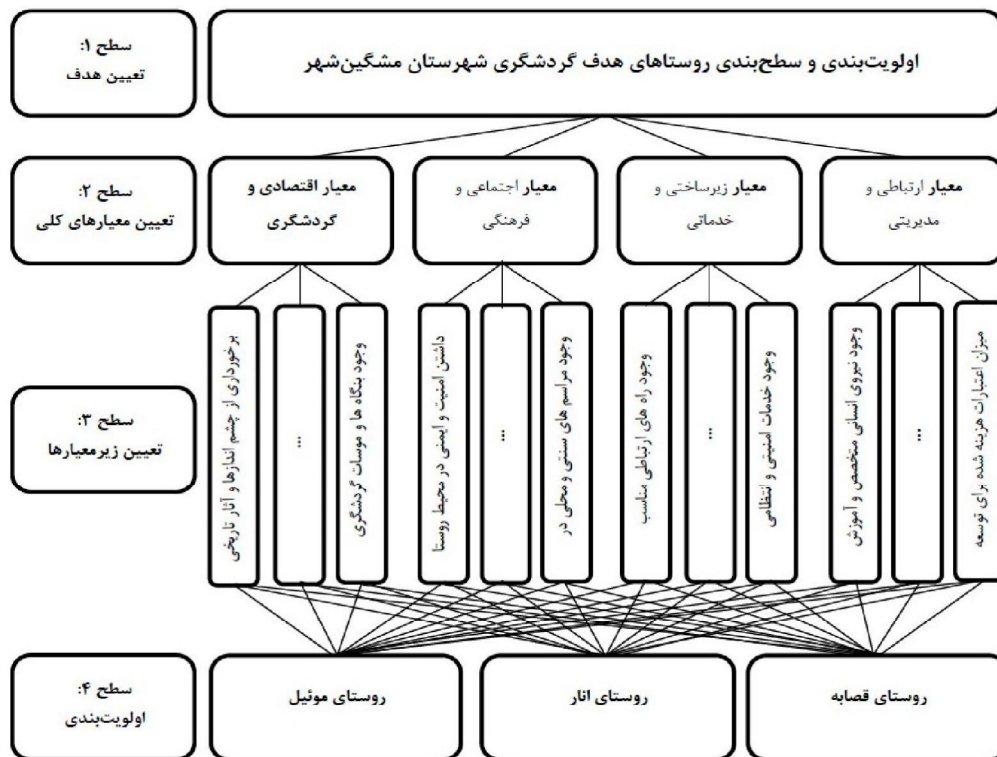 سطح ۱:
تعیین هدف
اولویت‌بندی و سطح‌بندی روستاهای هدف گردشگری شهرستان مشگین‌شهر
سطح ۲:
تعیین معیارهای کلی
معیار اقتصادی و
گردشگری
معیار اجتماعی و
فرهنگی
معیار زیرساختی و
خدماتی
معیار ارتباطی و
مدیریتی
سطح ۳:
تعیین زیرمعیارها
برخورداری از چشم اندازها و آثار تاریخی
...
وجود بنگاه ها و موسات گردشگری
داشتن امنیت و ایمنی در محیط روستا
...
وجود مراسم های سنتی و محلی در
وجود راه های ارتباطی مناسب
...
وجود خدمات امنیتی و انتظامی
وجود نیروی انسانی متخصص و آموزش
...
میزان اعتبارات هزینه شده برای توسعه
سطح ۴:
اولویت‌بندی
روستای موئیل
روستای انار
روستای قصابه